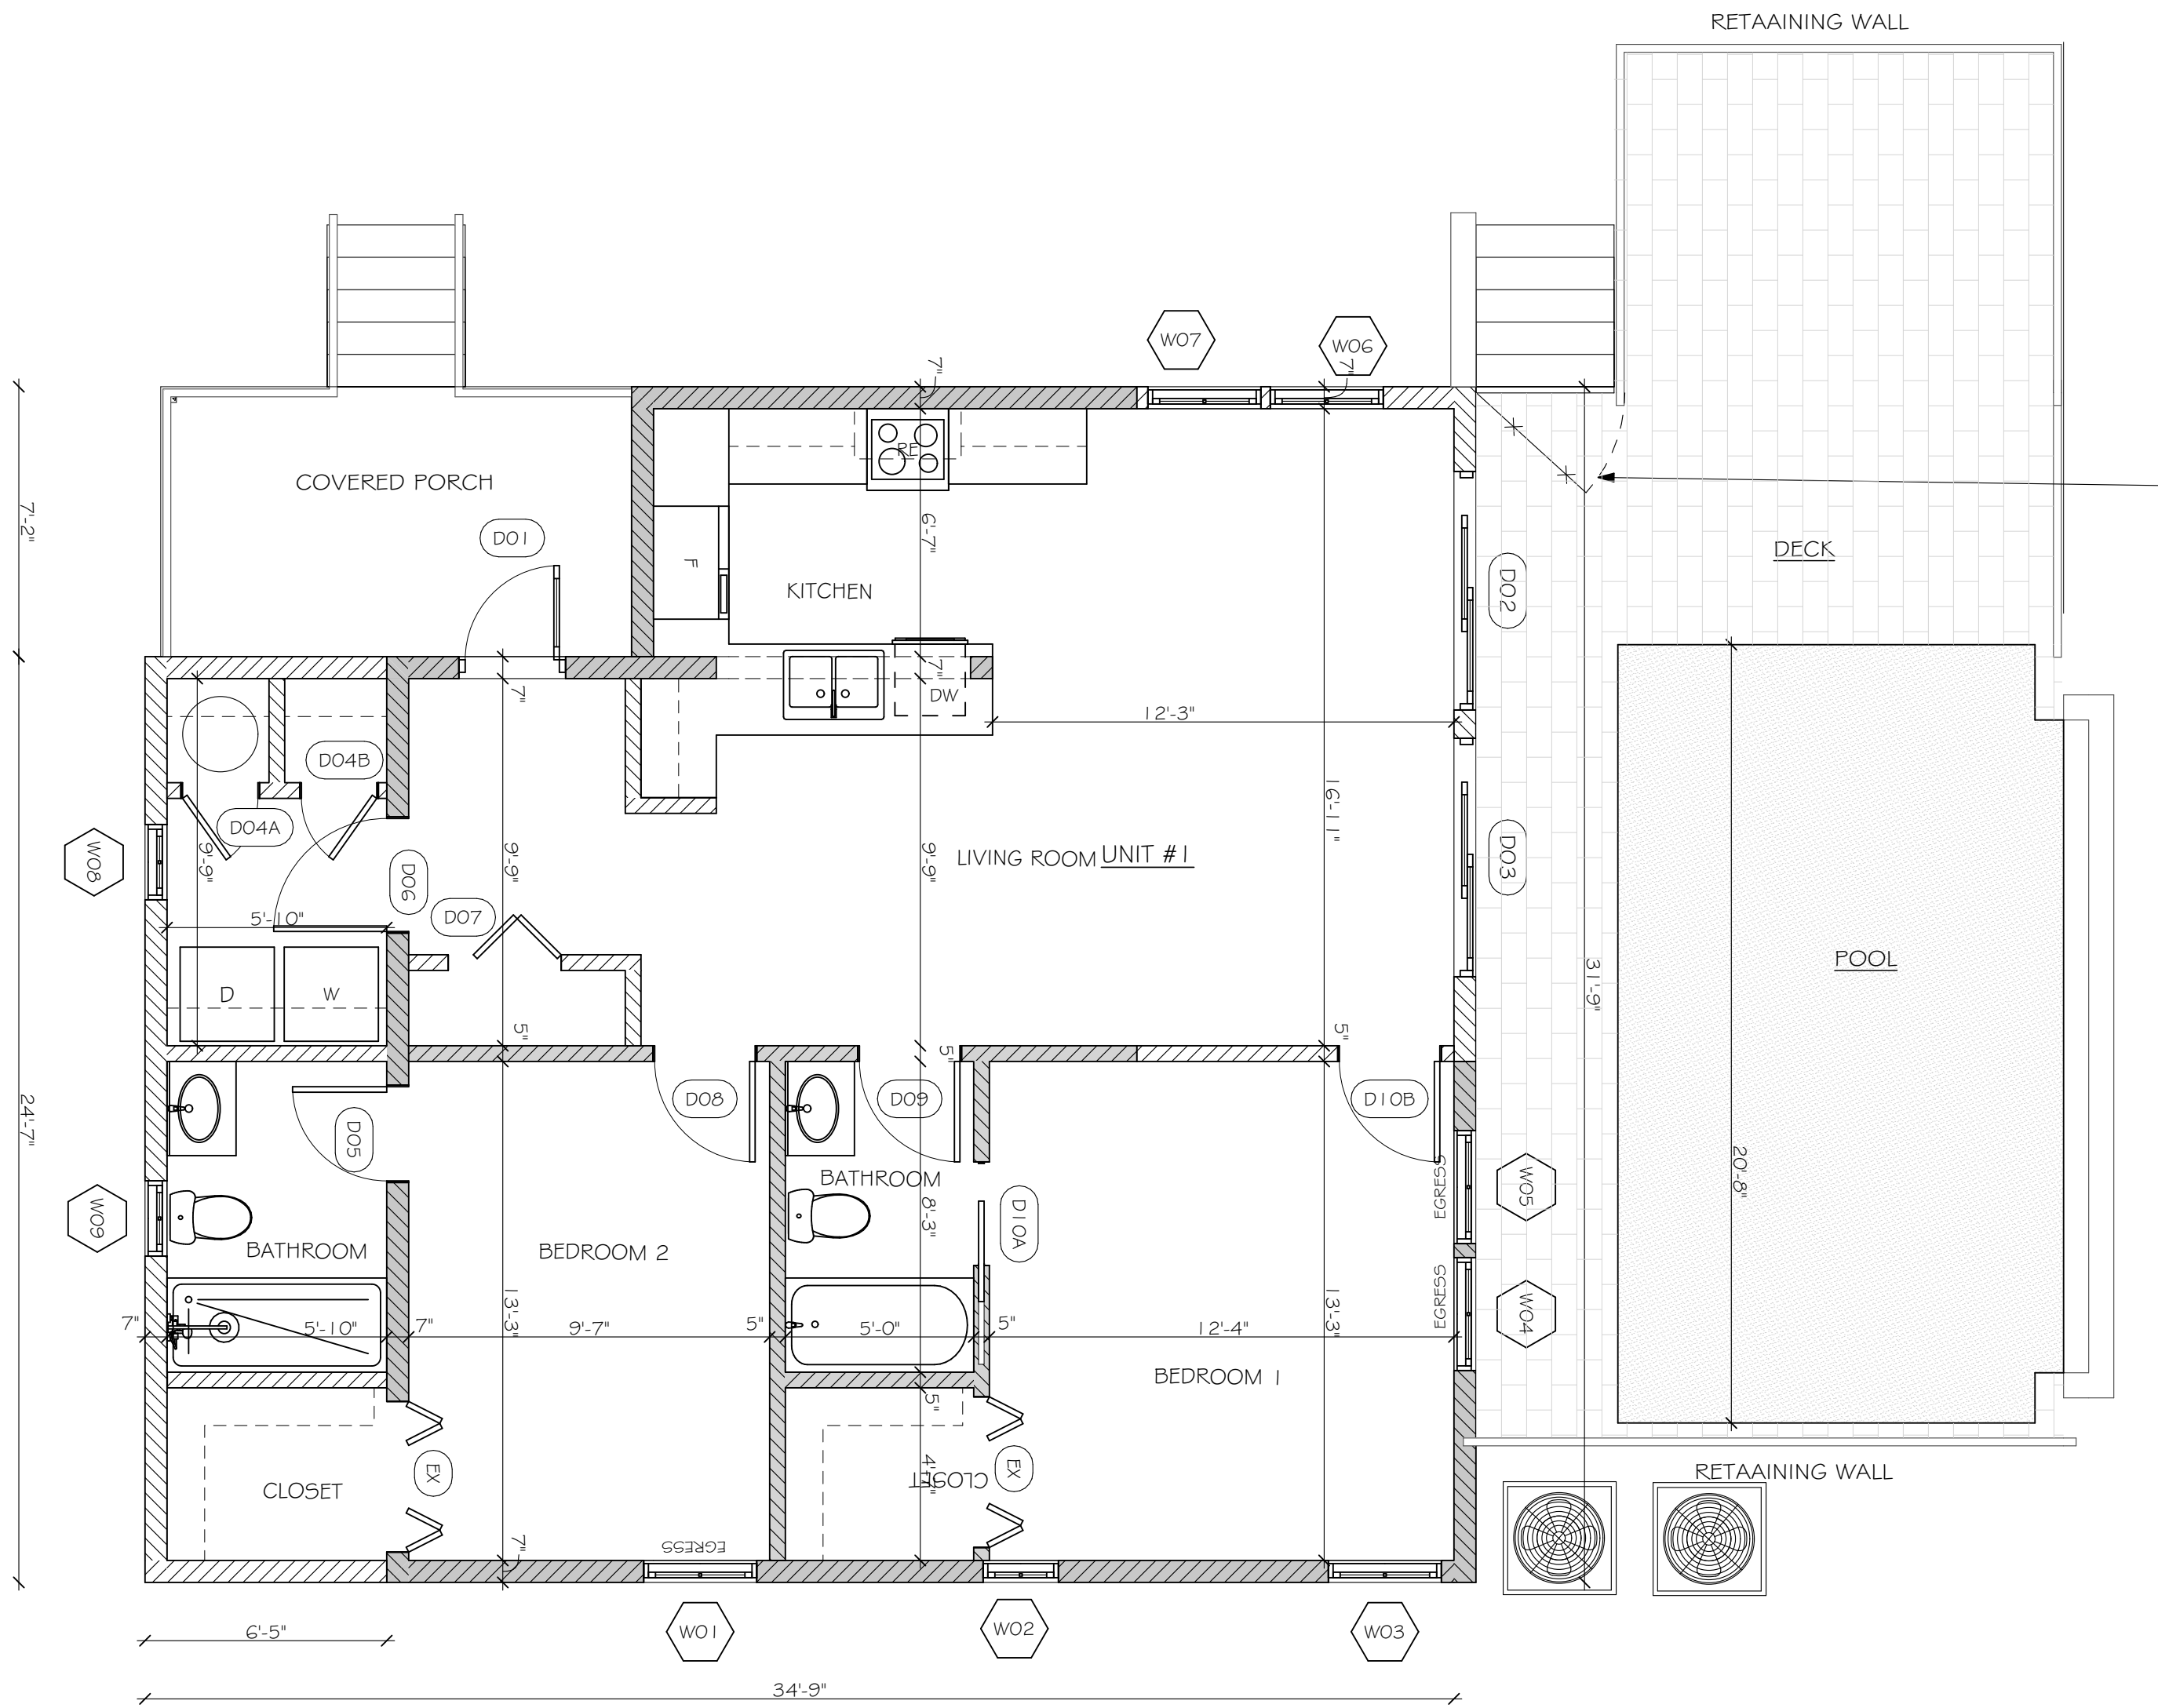 RETAAINING WALL
W07
W06
7"
7"
COVERED PORCH
RE
7'-2"
D01
6'-7"
F
KITCHEN
D02
DECK
7"
7"
DW
12'-3"
D04B
D04A
16'-11"
W08
9'-9"
9'-9"
9'-9"
LIVING ROOM
UNIT #1
D03
D06
D07
5'-10"
POOL
D
W
31'-9"
5"
5"
5"
24'-7"
D05
D08
D09
D10B
BATHROOM
EGRESS
W05
20'-8"
W09
8'-3"
D10A
BATHROOM
BEDROOM 2
EGRESS
W04
7"
5'-10"
7"
13'-3"
9'-7"
5"
5'-0"
5"
12'-4"
13'-3"
BEDROOM 1
5"
EX
EX
4'-7"
CLOSET
CLOSET
RETAAINING WALL
7"
EGRESS
6'-5"
W01
W02
W03
34'-9"